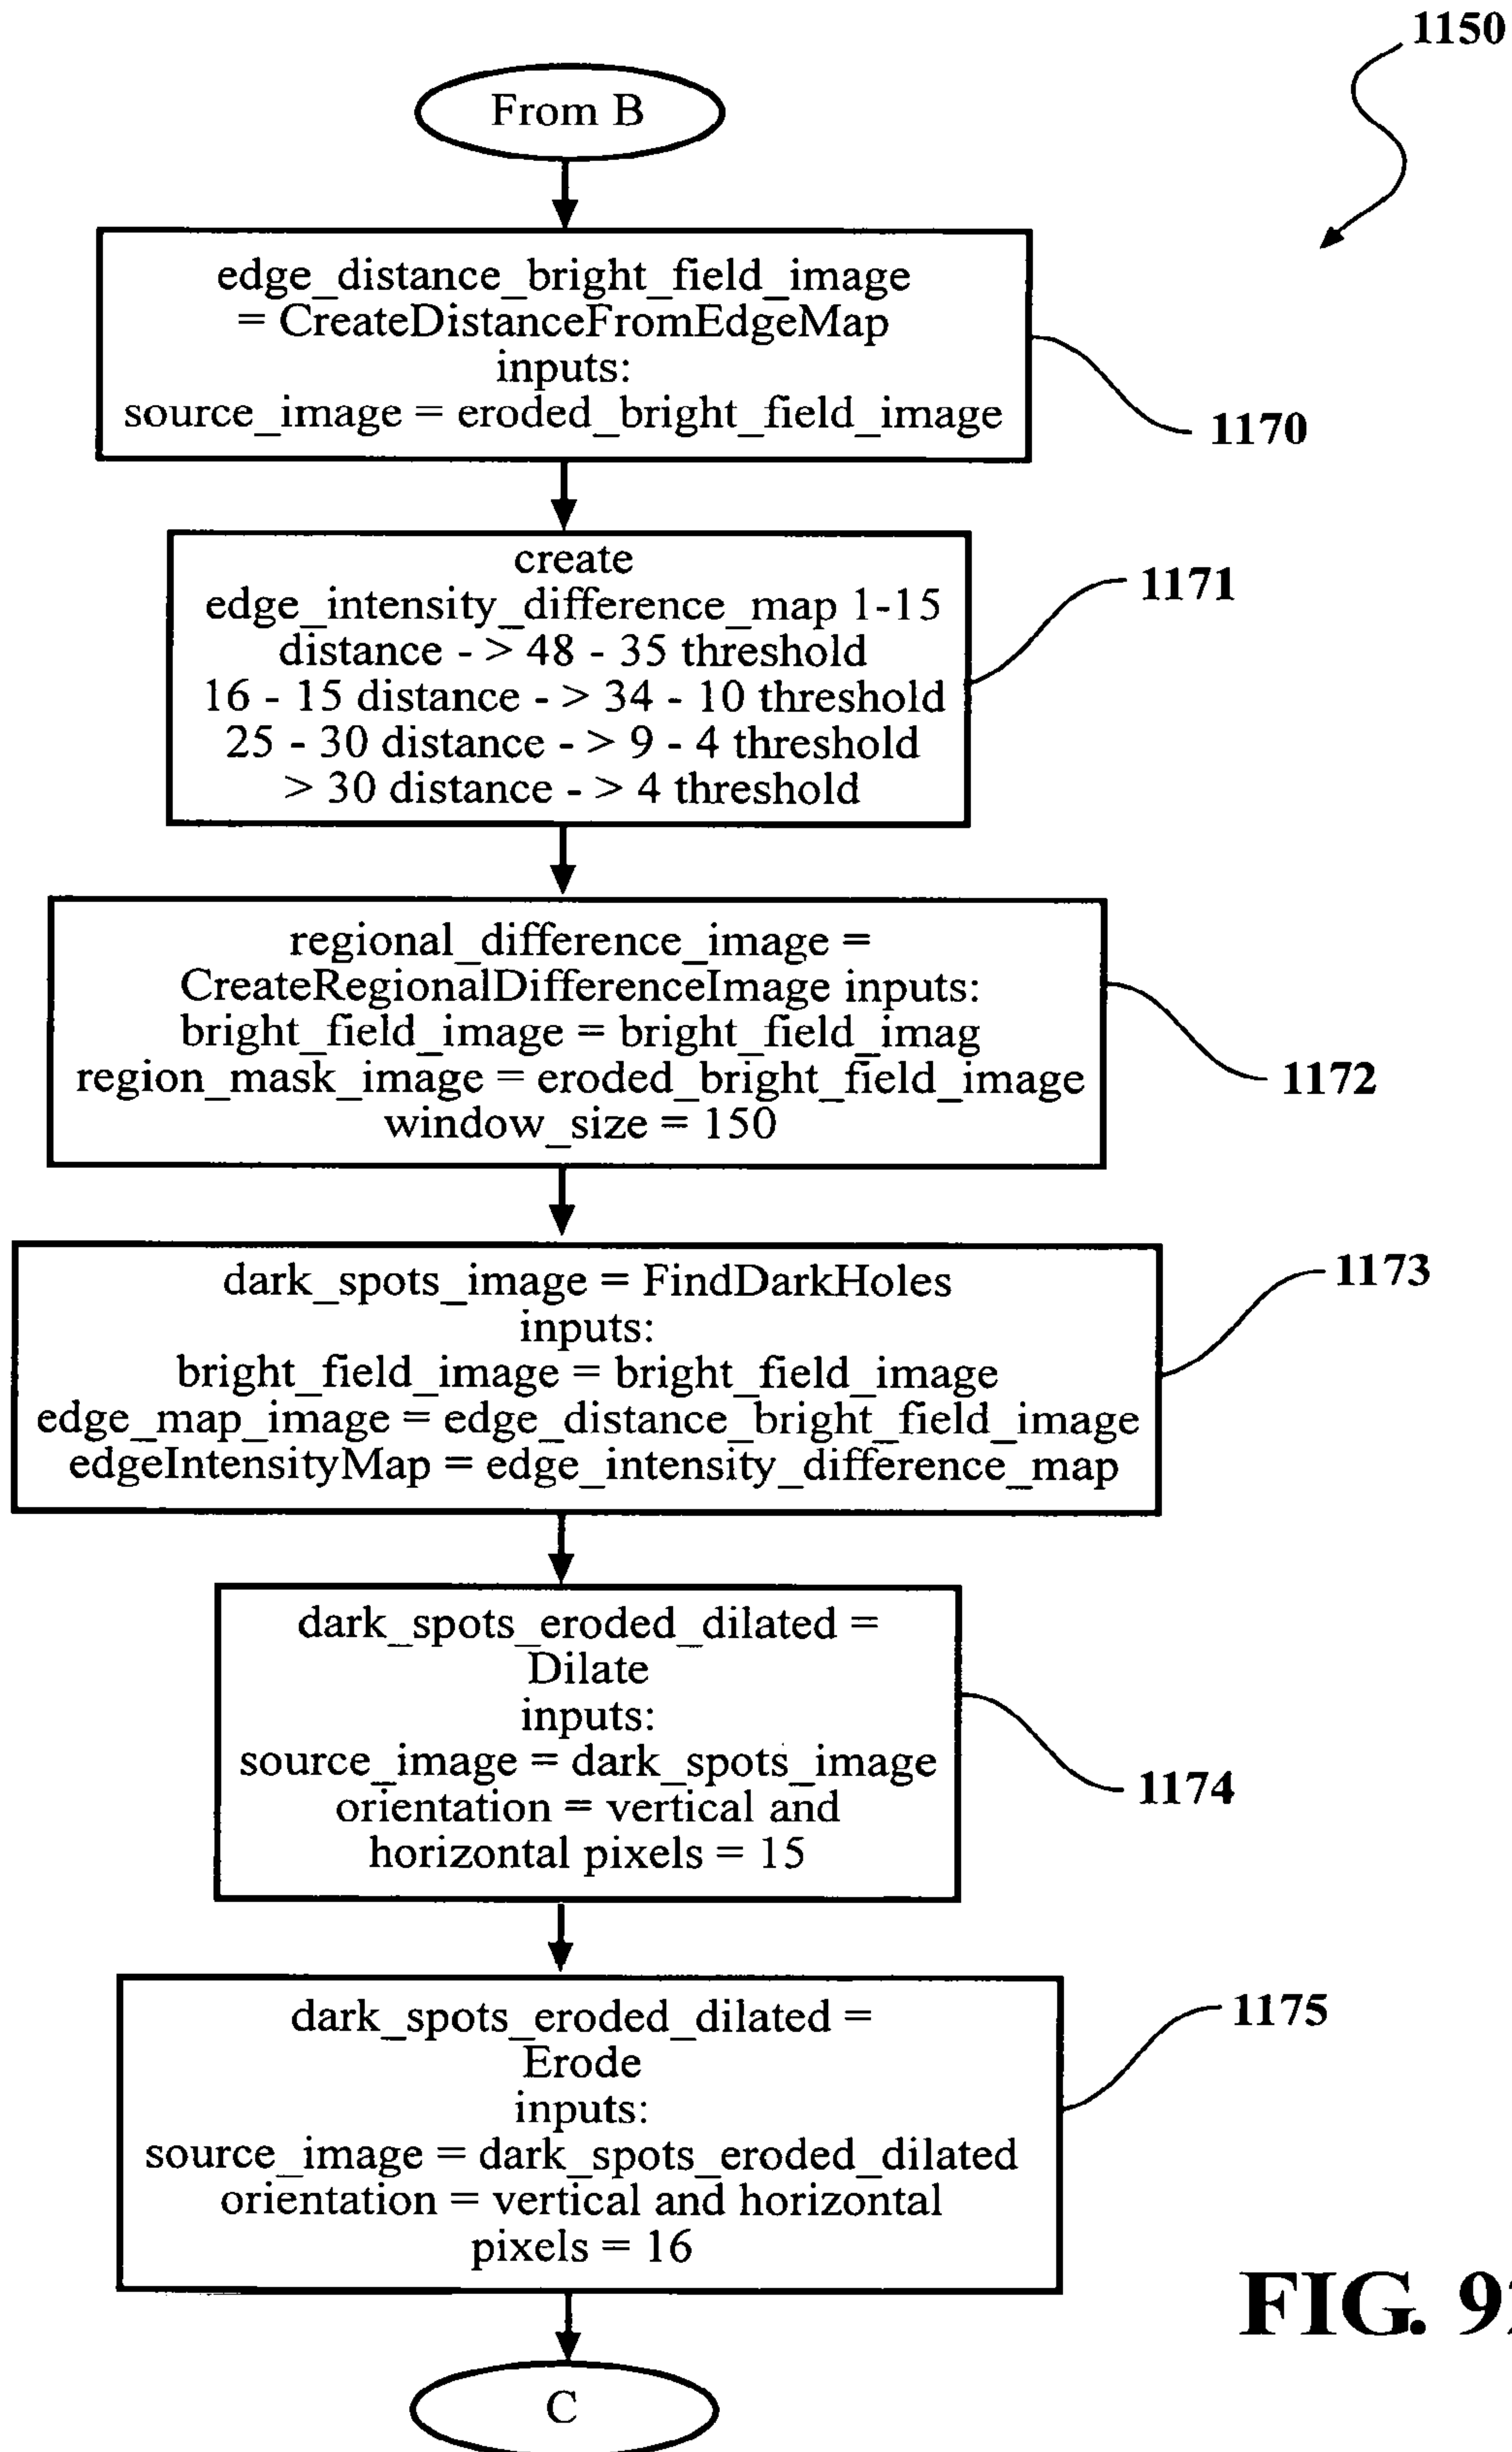 1150
From B
edge_distance_bright_field_image
= CreateDistanceFromEdgeMap
inputs:
source_image = eroded_bright_field_image
1170
create
edge_intensity_difference_map 1-15
distance - > 48 - 35 threshold
16 - 15 distance - > 34 - 10 threshold
25 - 30 distance - > 9 - 4 threshold
> 30 distance - > 4 threshold
1171
regional_difference_image =
CreateRegionalDifferenceImage inputs:
bright_field_image = bright_field_imag
region_mask_image = eroded_bright_field_image
window_size = 150
1172
dark_spots_image = FindDarkHoles
inputs:
bright_field_image = bright_field_image
edge_map_image = edge_distance_bright_field_image
edgeIntensityMap = edge_intensity_difference_map
1173
dark_spots_eroded_dilated =
Dilate
inputs:
source_image = dark_spots_image
orientation = vertical and
horizontal pixels = 15
1174
dark_spots_eroded_dilated =
Erode
inputs:
source_image = dark_spots_eroded_dilated
orientation = vertical and horizontal
pixels = 16
1175
C
FIG.